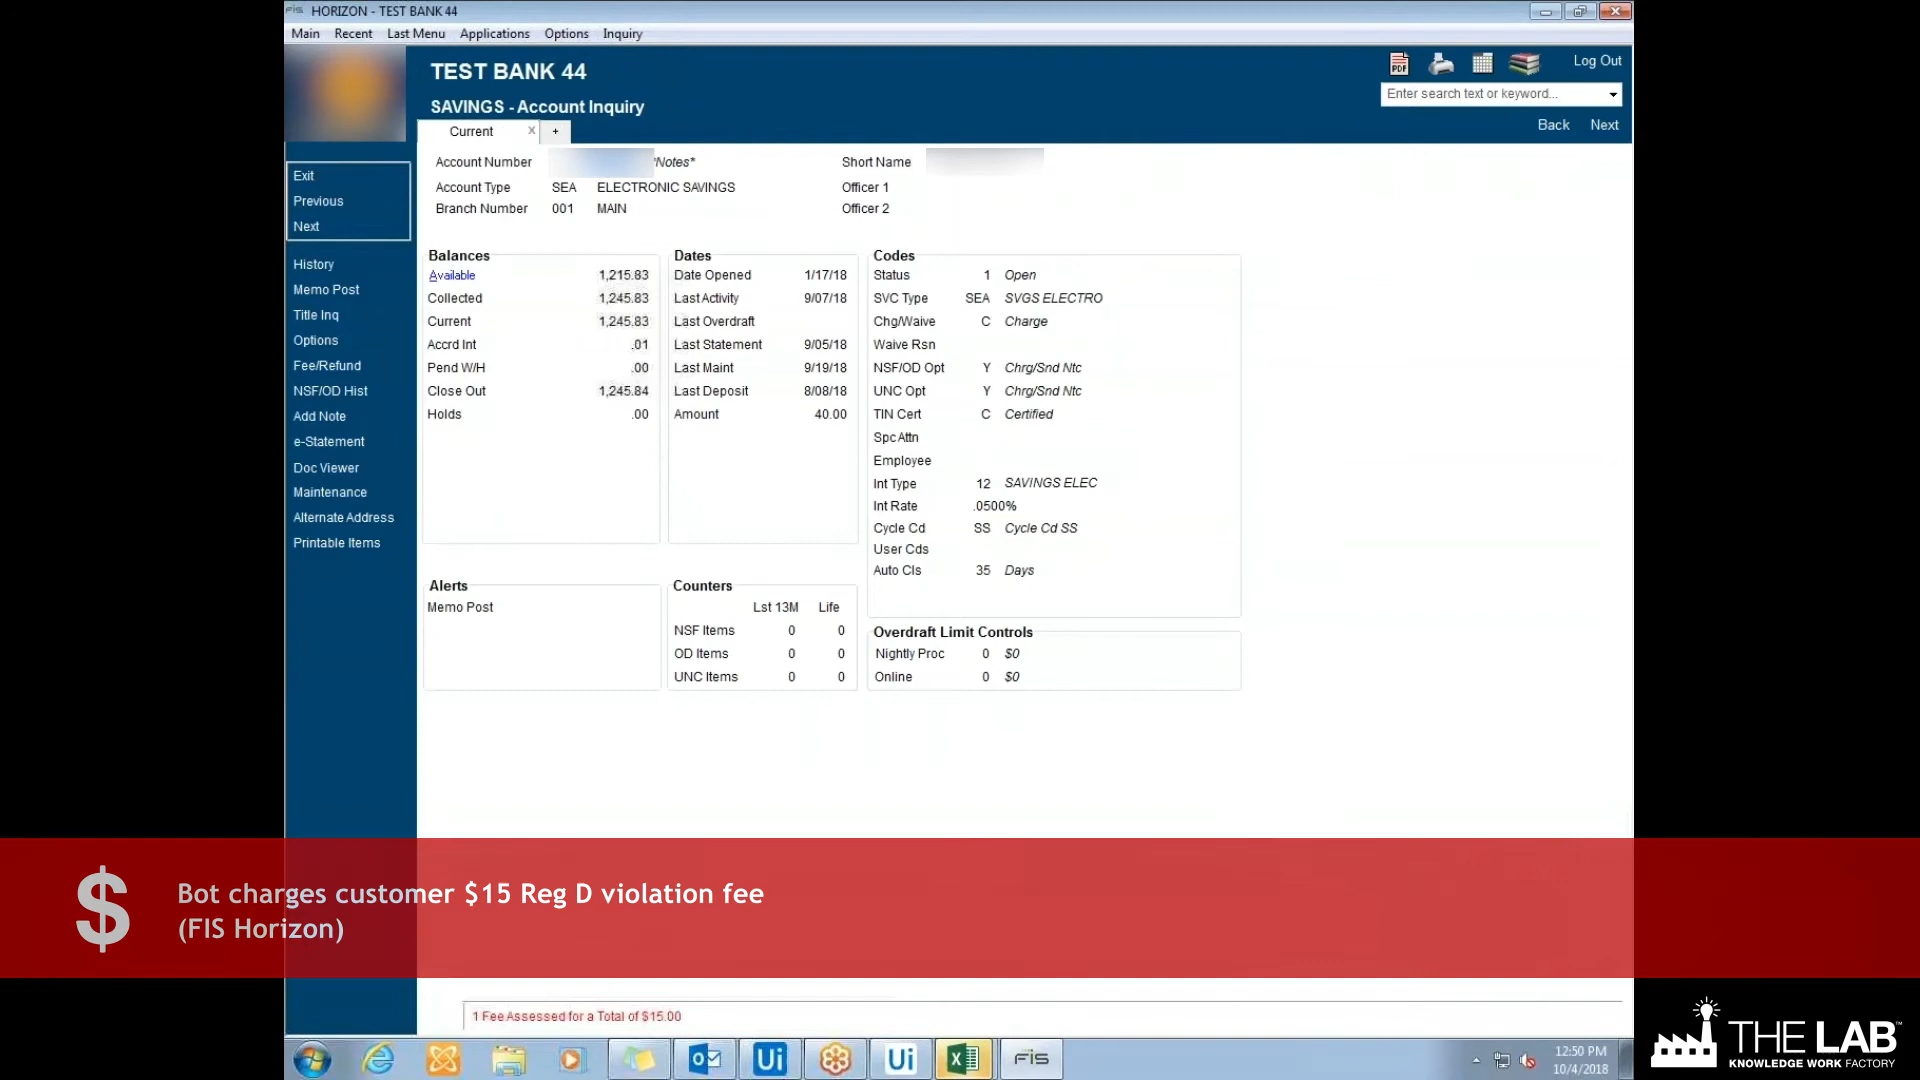 FIS HORIZON - TEST BANK 44
Main Recent Last Menu Applications Options Inquiry
TEST BANK 44
SAVINGS - Account Inquiry
PDF
Log Out
Enter search text or keyword...
Back Next
Current X +
Exit
Previous
Next
History
Memo Post
Title Inq
Options
Fee/Refund
NSF/OD Hist
Add Note
e-Statement
Doc Viewer
Maintenance
Alternate Address
Printable Items
Account Number *Notes*
Account Type SEA ELECTRONIC SAVINGS
Branch Number 001 MAIN
Short Name
Officer 1
Officer 2
Balances
Available 1,215.83
Collected 1,245.83
Current 1,245.83
Accrd Int .01
Pend W/H .00
Close Out 1,245.84
Holds .00
Dates
Date Opened 1/17/18
Last Activity 9/07/18
Last Overdraft
Last Statement 9/05/18
Last Maint 9/19/18
Last Deposit 8/08/18
Amount 40.00
Codes
Status 1 Open
SVC Type SEA SVGS ELECTRO
Chg/Waive C Charge
Waive Rsn
NSF/OD Opt Y Chrg/Snd Ntc
UNC Opt Y Chrg/Snd Ntc
TIN Cert C Certified
Spc Attn
Employee
Int Type 12 SAVINGS ELEC
Int Rate .0500%
Cycle Cd SS Cycle Cd SS
User Cds
Auto Cls 35 Days
Alerts
Memo Post
Counters
Lst 13M Life
NSF Items 0 0
OD Items 0 0
UNC Items 0 0
Overdraft Limit Controls
Nightly Proc 0 $0
Online 0 $0
$
Bot charges customer $15 Reg D violation fee
(FIS Horizon)
1 Fee Assessed for a Total of $15.00
Ui
Ui
FIS
12:50 PM
10/4/2018
THE LAB
KNOWLEDGE WORK FACTORY